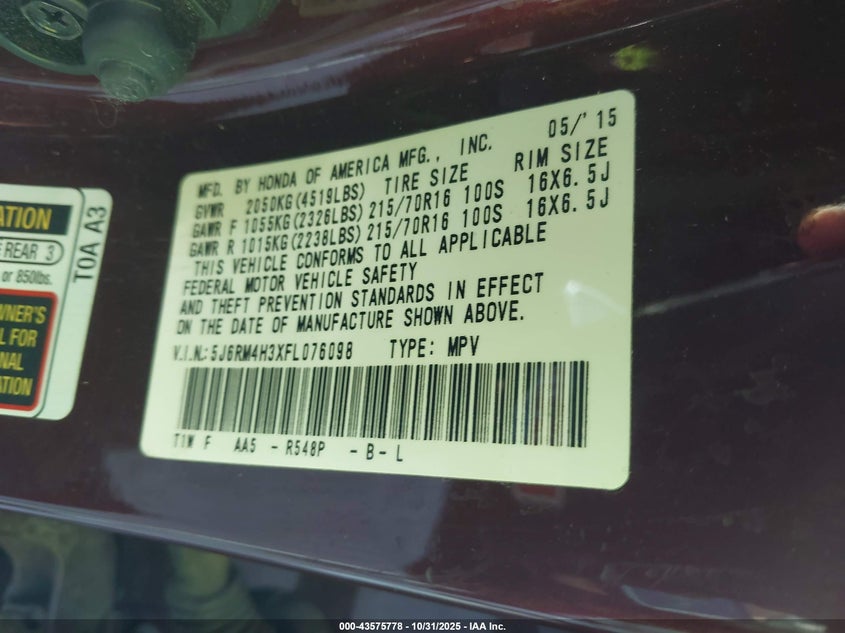 MFD. BY HONDA OF AMERICA MFG., INC. 05/'15
GVWR 2050KG(4519LBS) TIRE SIZE RIM SIZE
GAWR F 1055KG(2326LBS) 215/70R16 100S 16X6.5J
GAWR R 1015KG(2238LBS) 215/70R16 100S 16X6.5J
THIS VEHICLE CONFORMS TO ALL APPLICABLE
FEDERAL MOTOR VEHICLE SAFETY
AND THEFT PREVENTION STANDARDS IN EFFECT
ON THE DATE OF MANUFACTURE SHOWN ABOVE.
V.I.N.:5J6RM4H3XFL076098 TYPE: MPV
T1W F AA5 - R548P - B - L
ATION
REAR 3
or 850lbs.
T0A A3
WNER'S
L FOR
ONAL
ATION
000-43575778 - 10/31/2025 - IAA Inc.